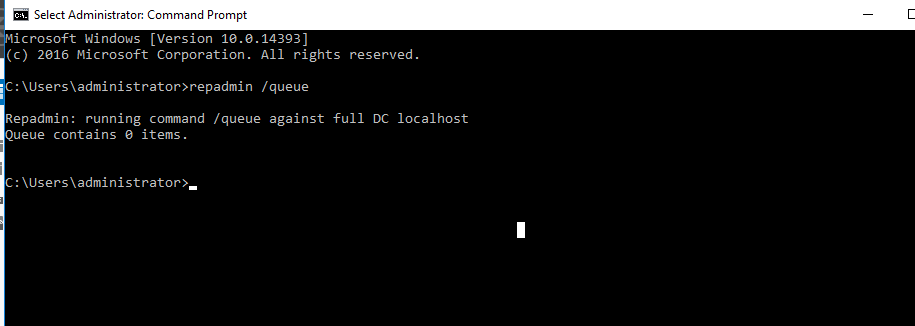 Select Administrator: Command Prompt
Microsoft Windows [Version 10.0.14393]
(c) 2016 Microsoft Corporation. All rights reserved.
C:\Users\administrator>repadmin /queue
Repadmin: running command /queue against full DC localhost
Queue contains 0 items.
C:\Users\administrator>